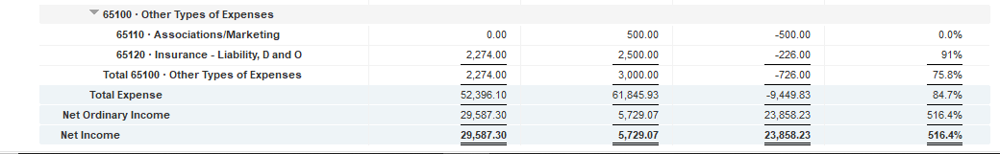 65100 · Other Types of Expenses
65110 · Associations/Marketing 0.00 500.00 -500.00 0.0%
65120 · Insurance - Liability, D and O 2,274.00 2,500.00 -226.00 91%
Total 65100 · Other Types of Expenses 2,274.00 3,000.00 -726.00 75.8%
Total Expense 52,396.10 61,845.93 -9,449.83 84.7%
Net Ordinary Income 29,587.30 5,729.07 23,858.23 516.4%
Net Income 29,587.30 5,729.07 23,858.23 516.4%